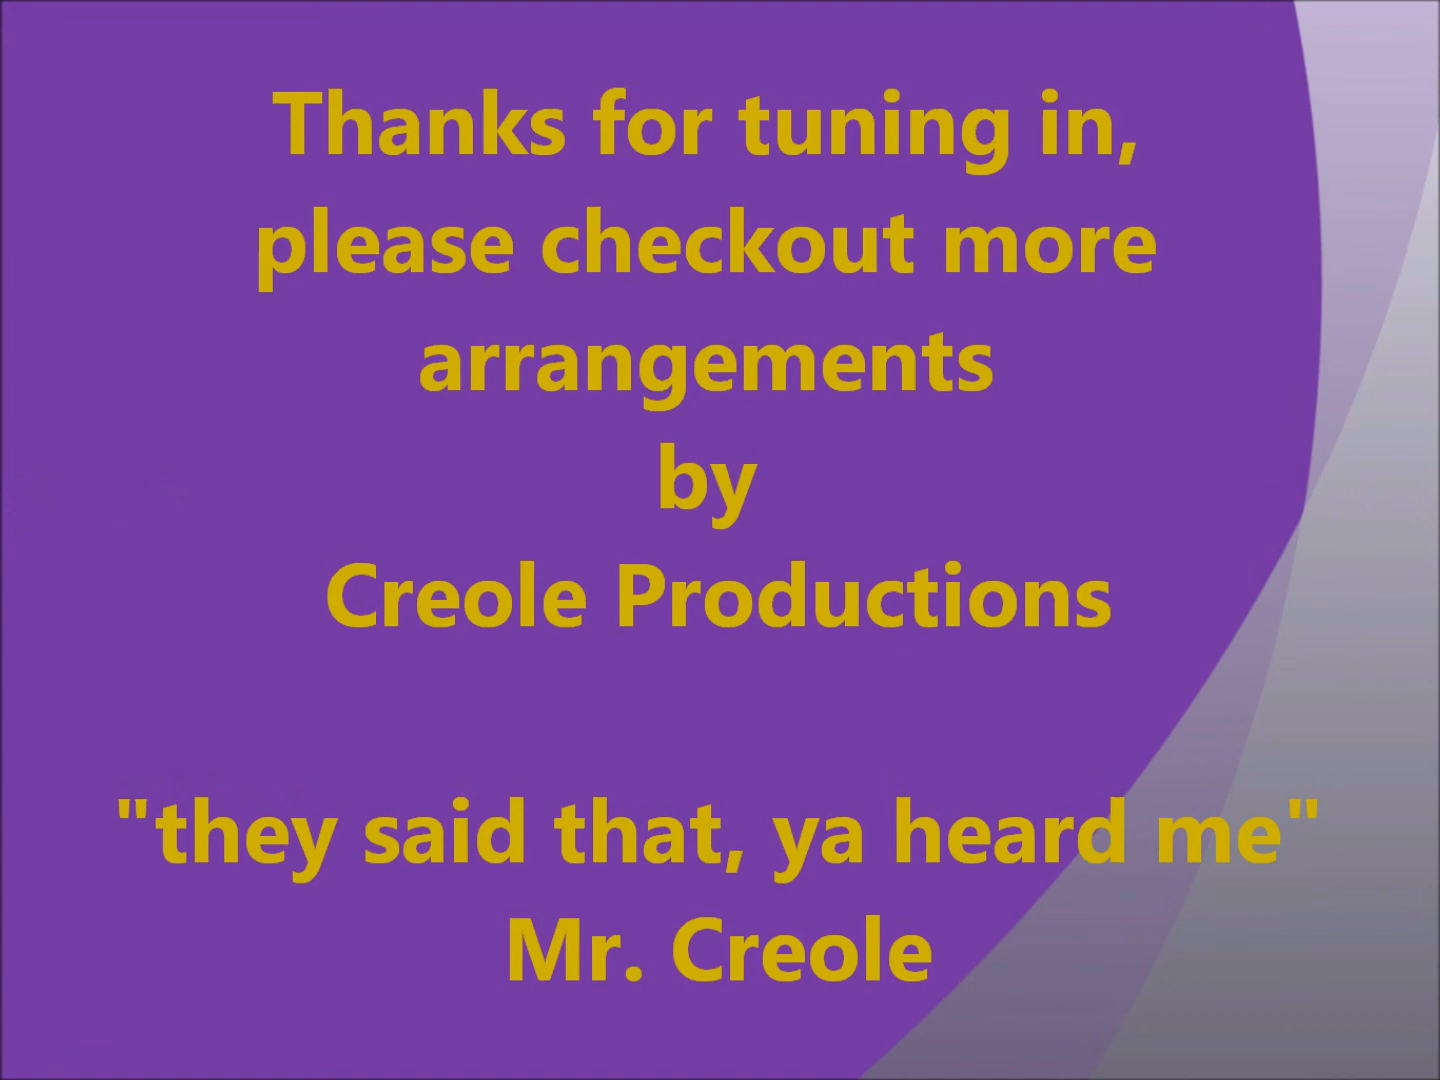 Thanks for tuning in,
please checkout more
arrangements
by
Creole Productions
"they said that, ya heard me"
Mr. Creole